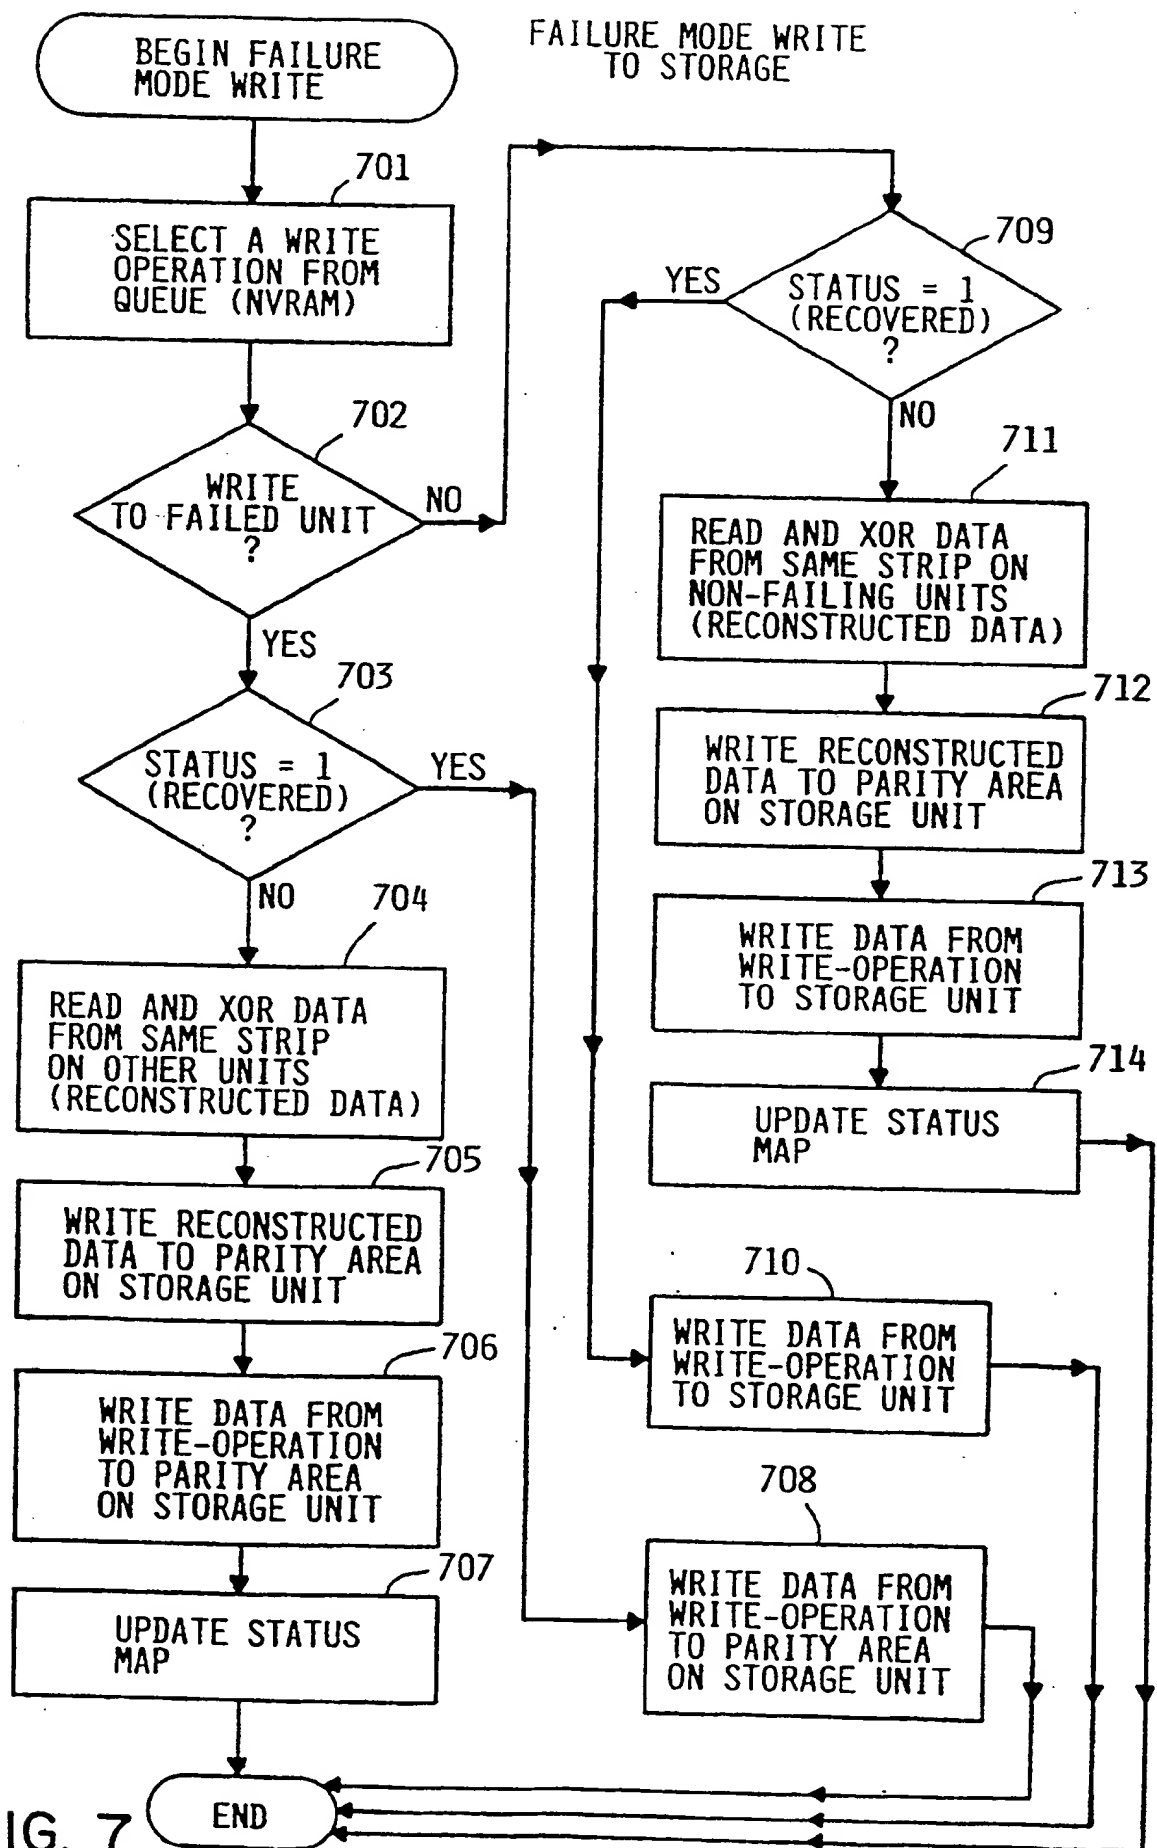 FAILURE MODE WRITE
TO STORAGE
BEGIN FAILURE
MODE WRITE
701
SELECT A WRITE
OPERATION FROM
QUEUE (NVRAM)
702
WRITE
TO FAILED UNIT
?
NO
YES
703
STATUS = 1
(RECOVERED)
?
YES
NO
704
READ AND XOR DATA
FROM SAME STRIP
ON OTHER UNITS
(RECONSTRUCTED DATA)
705
WRITE RECONSTRUCTED
DATA TO PARITY AREA
ON STORAGE UNIT
706
WRITE DATA FROM
WRITE-OPERATION
TO PARITY AREA
ON STORAGE UNIT
707
UPDATE STATUS
MAP
709
STATUS = 1
(RECOVERED)
?
YES
NO
711
READ AND XOR DATA
FROM SAME STRIP ON
NON-FAILING UNITS
(RECONSTRUCTED DATA)
712
WRITE RECONSTRUCTED
DATA TO PARITY AREA
ON STORAGE UNIT
713
WRITE DATA FROM
WRITE-OPERATION
TO STORAGE UNIT
714
UPDATE STATUS
MAP
710
WRITE DATA FROM
WRITE-OPERATION
TO STORAGE UNIT
708
WRITE DATA FROM
WRITE-OPERATION
TO PARITY AREA
ON STORAGE UNIT
END
IG. 7